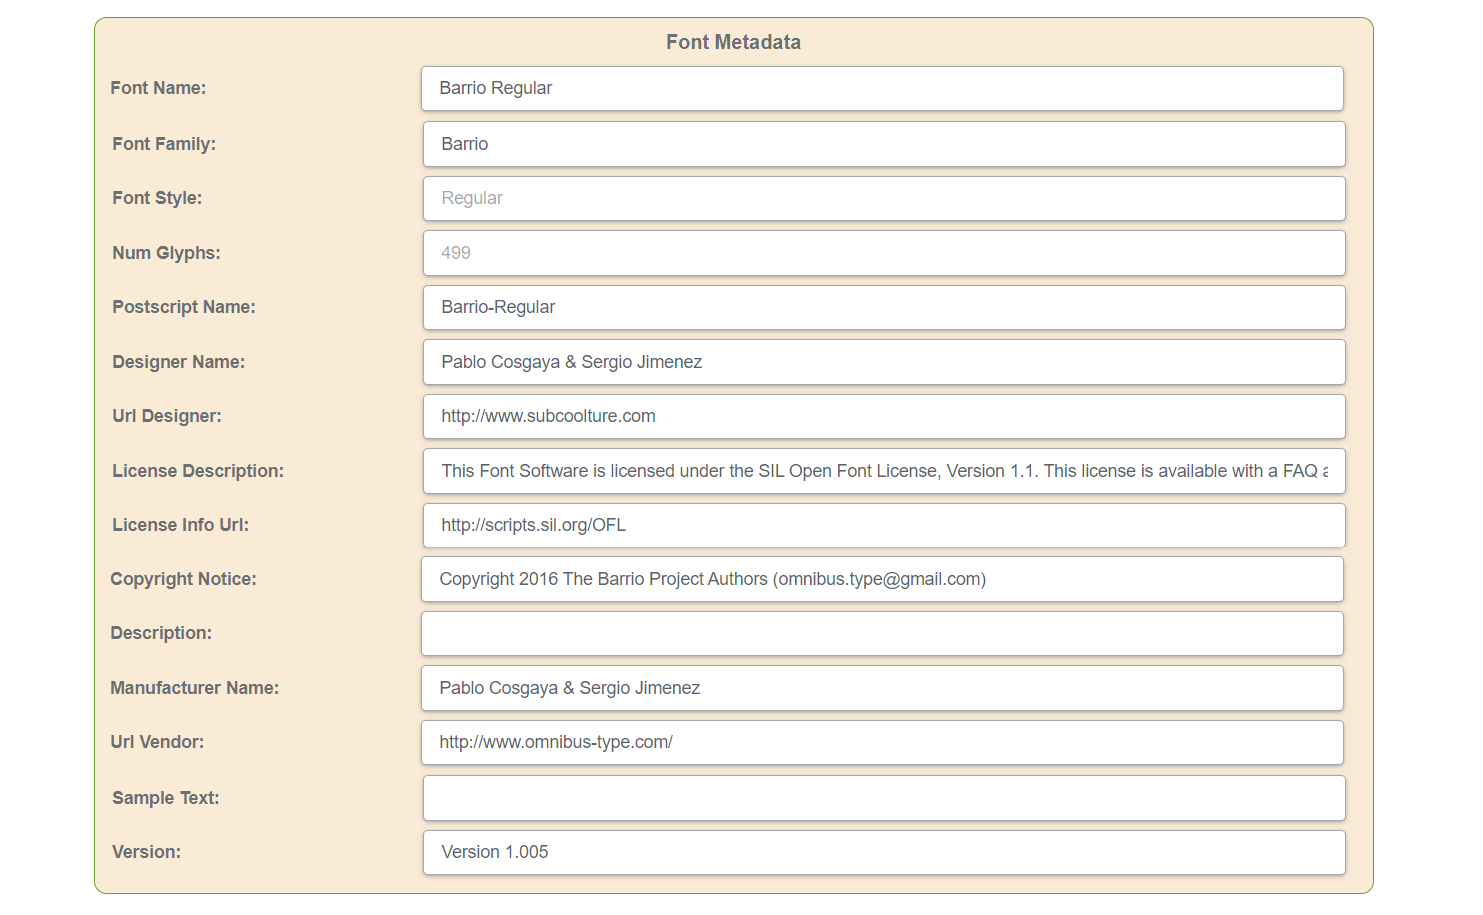 Font Metadata
Font Name: Barrio Regular
Font Family: Barrio
Font Style: Regular
Num Glyphs: 499
Postscript Name: Barrio-Regular
Designer Name: Pablo Cosgaya & Sergio Jimenez
Url Designer: http://www.subcoolture.com
License Description: This Font Software is licensed under the SIL Open Font License, Version 1.1. This license is available with a FAQ a
License Info Url: http://scripts.sil.org/OFL
Copyright Notice: Copyright 2016 The Barrio Project Authors (omnibus.type@gmail.com)
Description:
Manufacturer Name: Pablo Cosgaya & Sergio Jimenez
Url Vendor: http://www.omnibus-type.com/
Sample Text:
Version: Version 1.005